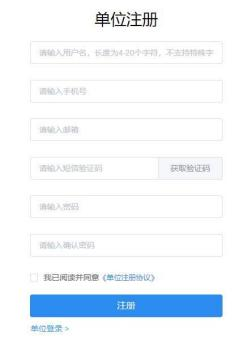 单位注册
请输入用户名，长度为4-20个字符，不支持特殊字
请输入手机号
请输入邮箱
请输入短信验证码
获取验证码
请输入密码
请输入确认密码
我已阅读并同意《单位注册协议》
注册
单位登录 >